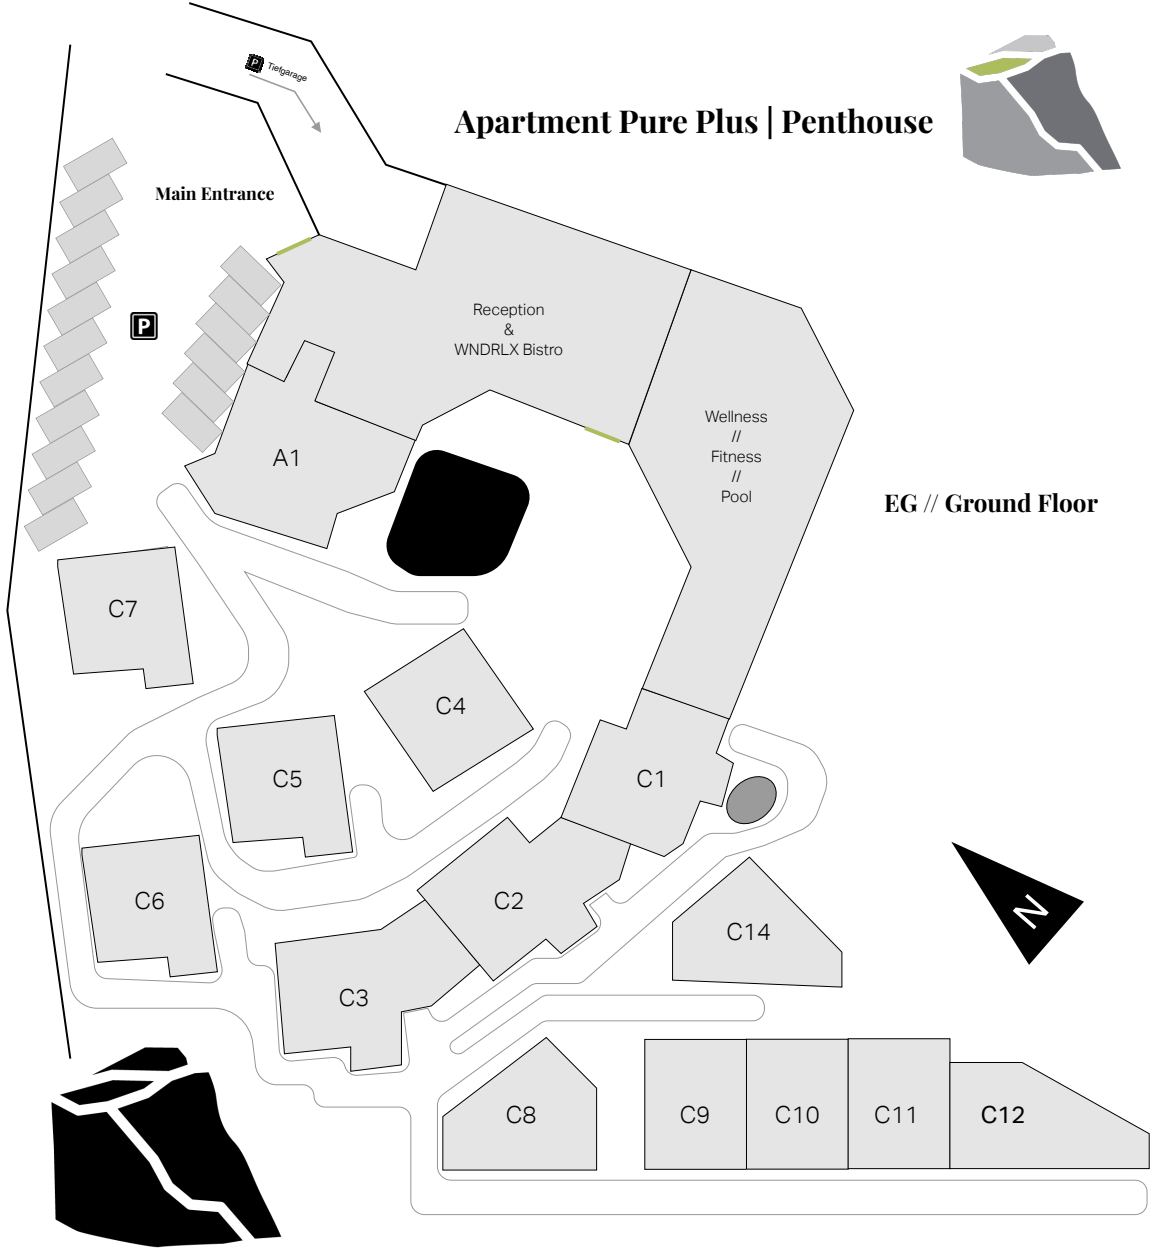 P Tiefgarage
Apartment Pure Plus | Penthouse
Main Entrance
P
Reception
&
WNDRLX Bistro
Wellness
//
Fitness
//
Pool
A1
EG // Ground Floor
C7
C4
C5
C1
C6
C2
C14
N
C3
C8
C9
C10
C11
C12